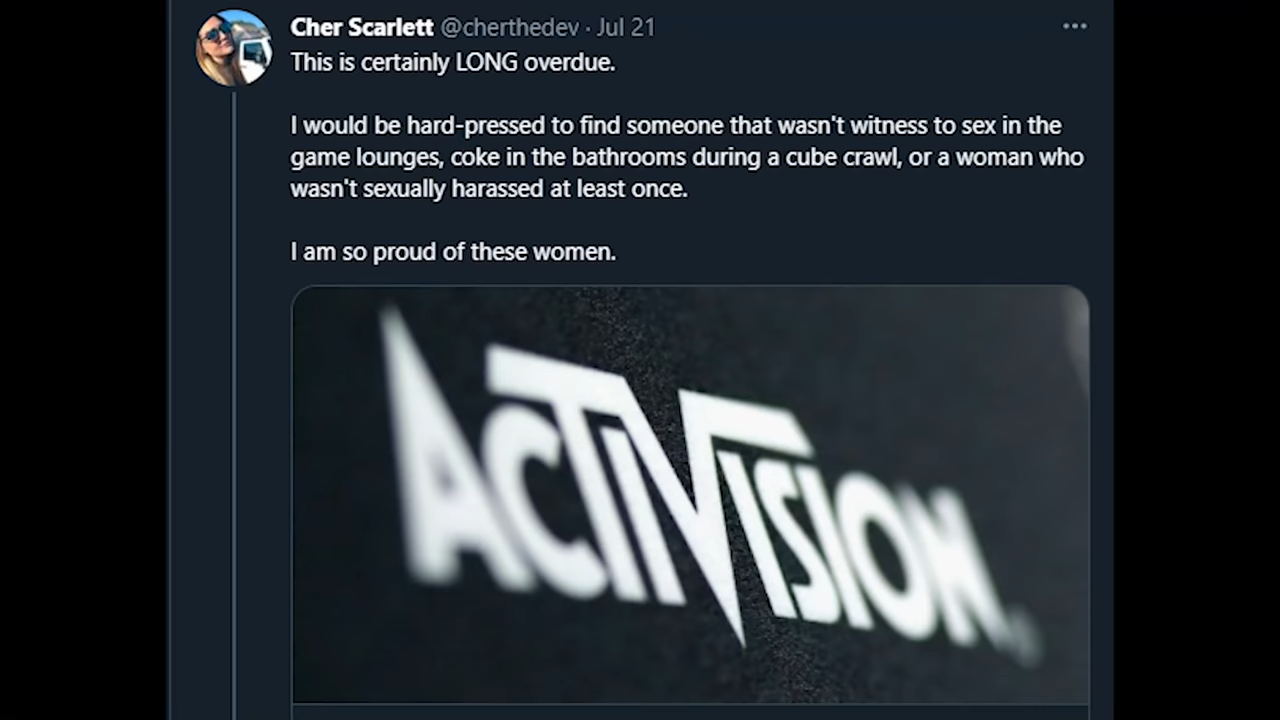 Cher Scarlett @cherthedev · Jul 21
This is certainly LONG overdue.
I would be hard-pressed to find someone that wasn't witness to sex in the
game lounges, coke in the bathrooms during a cube crawl, or a woman who
wasn't sexually harassed at least once.
I am so proud of these women.
ACTIVISION